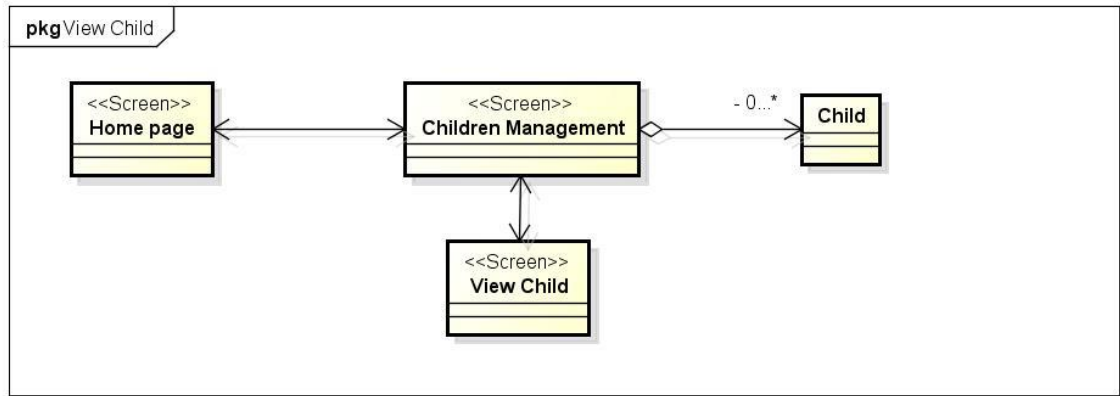 pkg View Child
<<Screen>>
Home page
<<Screen>>
Children Management
- 0...*
Child
<<Screen>>
View Child